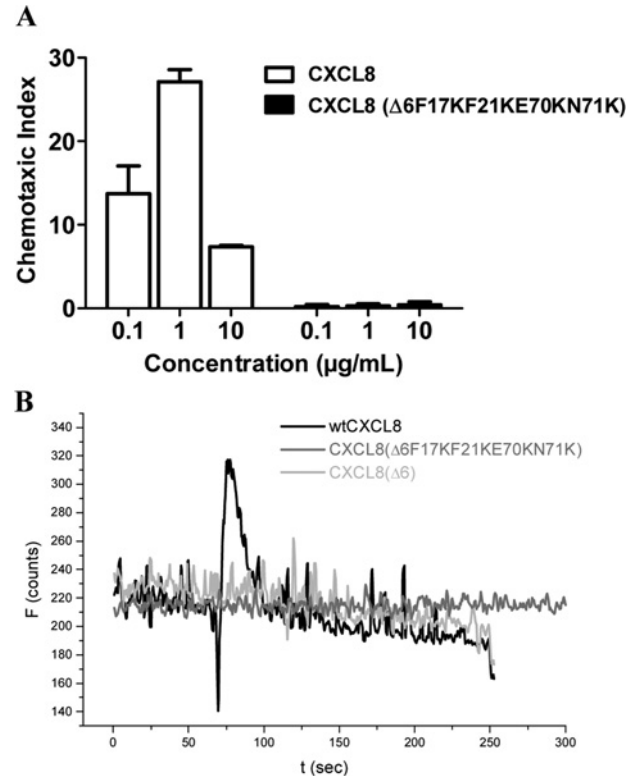 A
30
20
10
0
Chemotaxic Index
CXCL8
CXCL8 (Δ6F17KF21KE70KN71K)
0.1 1 10 0.1 1 10
Concentration (µg/mL)
B
340
320
300
280
260
240
220
200
180
160
140
F (counts)
wtCXCL8
CXCL8(Δ6F17KF21KE70KN71K)
CXCL8(Δ6)
0 50 100 150 200 250 300
t (sec)